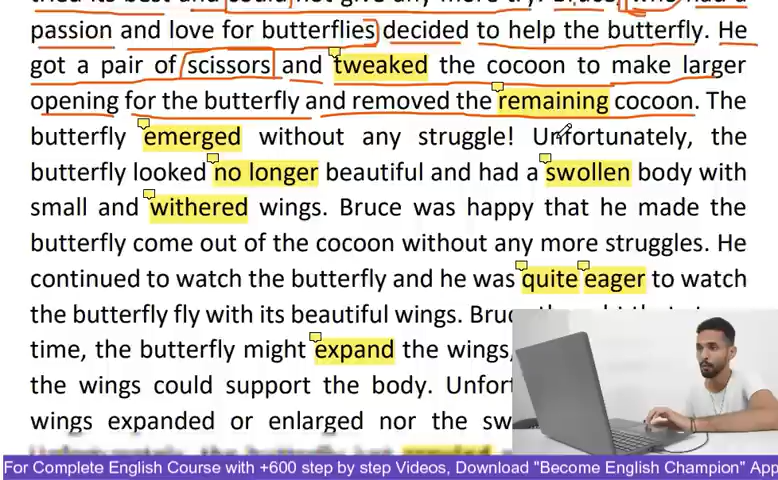 passion and love for butterflies decided to help the butterfly. He
got a pair of scissors and tweaked the cocoon to make larger
opening for the butterfly and removed the remaining cocoon. The
butterfly emerged without any struggle! Unfortunately, the
butterfly looked no longer beautiful and had a swollen body with
small and withered wings. Bruce was happy that he made the
butterfly come out of the cocoon without any more struggles. He
continued to watch the butterfly and he was quite eager to watch
the butterfly fly with its beautiful wings.
time, the butterfly might expand the wings,
the wings could support the body.
wings expanded or enlarged nor the
For Complete English Course with +600 step by step Videos, Download "Become English Champion" App